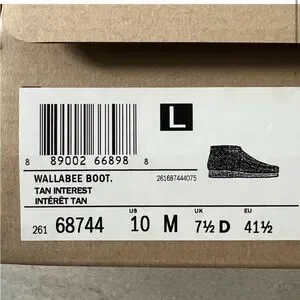 L
8 89002 66898 8
WALLABEE BOOT.
261687444075
TAN INTEREST
INTÉRÊT TAN
US UK EU
261 68744 10 M 7½ D 41½